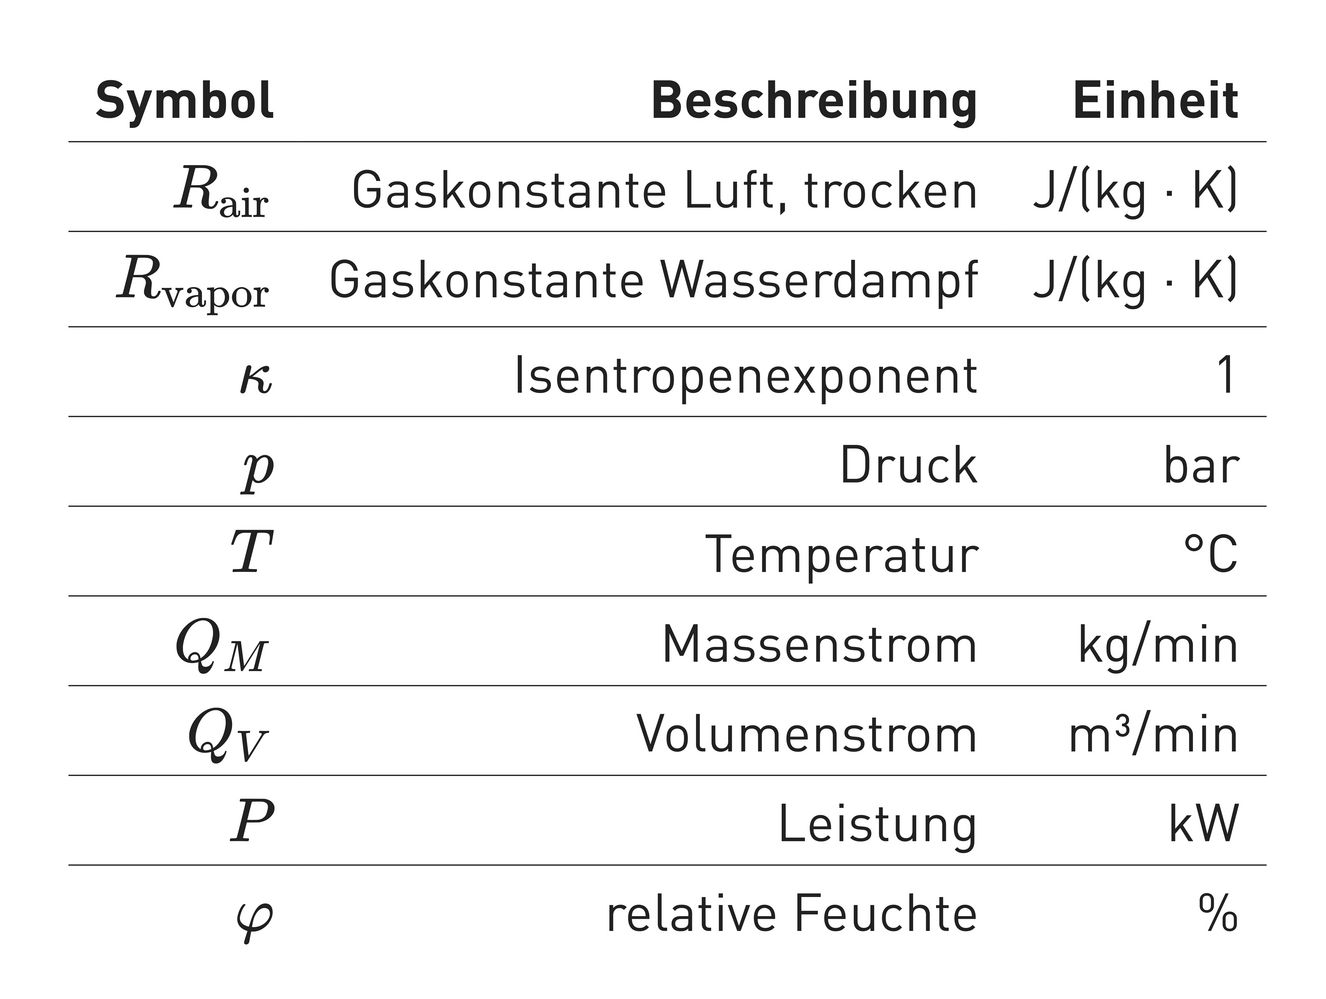 Symbol Beschreibung Einheit
R_air Gaskonstante Luft, trocken J/(kg · K)
R_vapor Gaskonstante Wasserdampf J/(kg · K)
κ Isentropenexponent 1
p Druck bar
T Temperatur °C
Q_M Massenstrom kg/min
Q_V Volumenstrom m³/min
P Leistung kW
φ relative Feuchte %